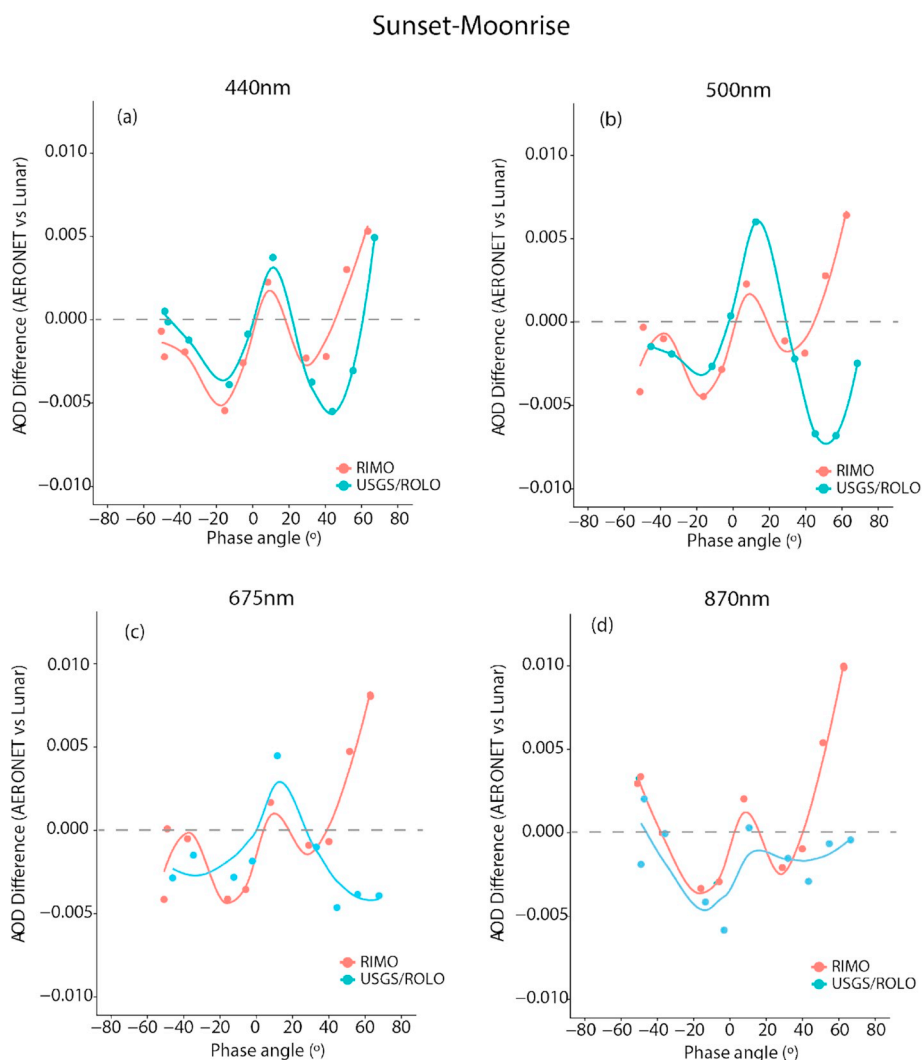 Sunset-Moonrise
440nm
(a)
AOD Difference (AERONET vs Lunar)
0.010
0.005
0.000
−0.005
−0.010
RIMO
USGS/ROLO
−80 −60 −40 −20 0 20 40 60 80
Phase angle (º)
500nm
(b)
AOD Difference (AERONET vs Lunar)
0.010
0.005
0.000
−0.005
−0.010
RIMO
USGS/ROLO
−80 −60 −40 −20 0 20 40 60 80
Phase angle (º)
675nm
(c)
AOD Difference (AERONET vs Lunar)
0.010
0.005
0.000
−0.005
−0.010
RIMO
USGS/ROLO
−80 −60 −40 −20 0 20 40 60 80
Phase angle (º)
870nm
(d)
AOD Difference (AERONET vs Lunar)
0.010
0.005
0.000
−0.005
−0.010
RIMO
USGS/ROLO
−80 −60 −40 −20 0 20 40 60 80
Phase angle (º)